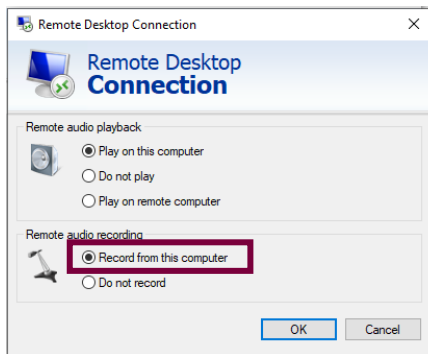 Remote Desktop Connection
Remote Desktop
Connection
Remote audio playback
Play on this computer
Do not play
Play on remote computer
Remote audio recording
Record from this computer
Do not record
OK
Cancel